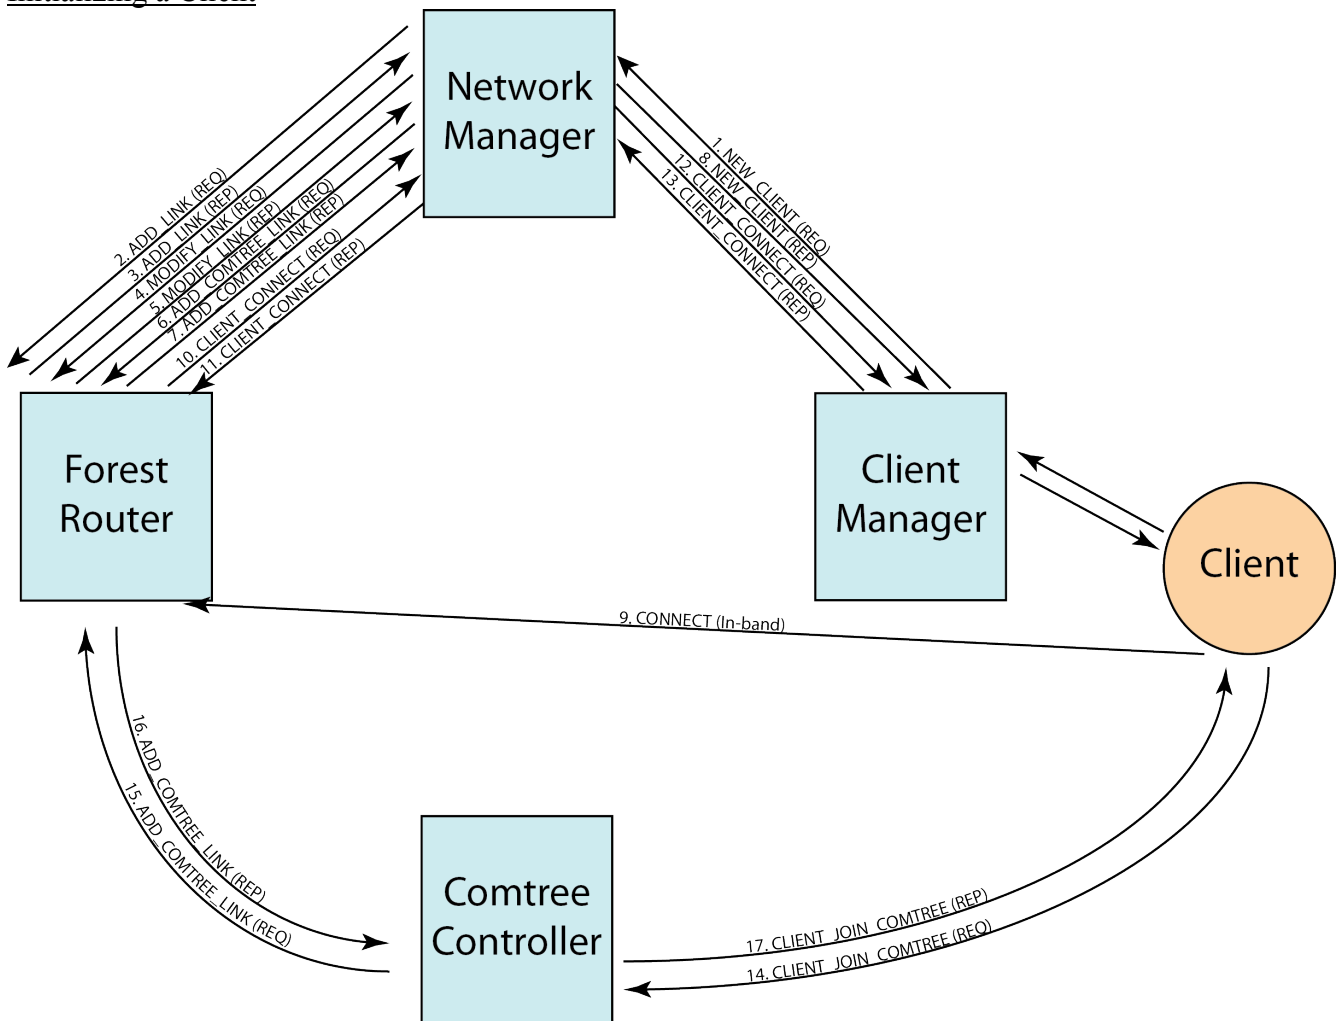 Initializing a Client
Network
Manager
1. NEW_CLIENT (REQ)
8. NEW_CLIENT (REP)
12. CLIENT_CONNECT (REQ)
13. CLIENT_CONNECT (REP)
2. ADD_LINK (REQ)
3. ADD_LINK (REP)
4. MODIFY_LINK (REQ)
5. MODIFY_LINK (REP)
6. ADD_COMTREE_LINK (REQ)
7. ADD_COMTREE_LINK (REP)
10. CLIENT_CONNECT (REQ)
11. CLIENT_CONNECT (REP)
Forest
Router
Client
Manager
Client
9. CONNECT (In-band)
16. ADD_COMTREE_LINK (REP)
15. ADD_COMTREE_LINK (REQ)
Comtree
Controller
17. CLIENT_JOIN_COMTREE (REP)
14. CLIENT_JOIN_COMTREE (REQ)